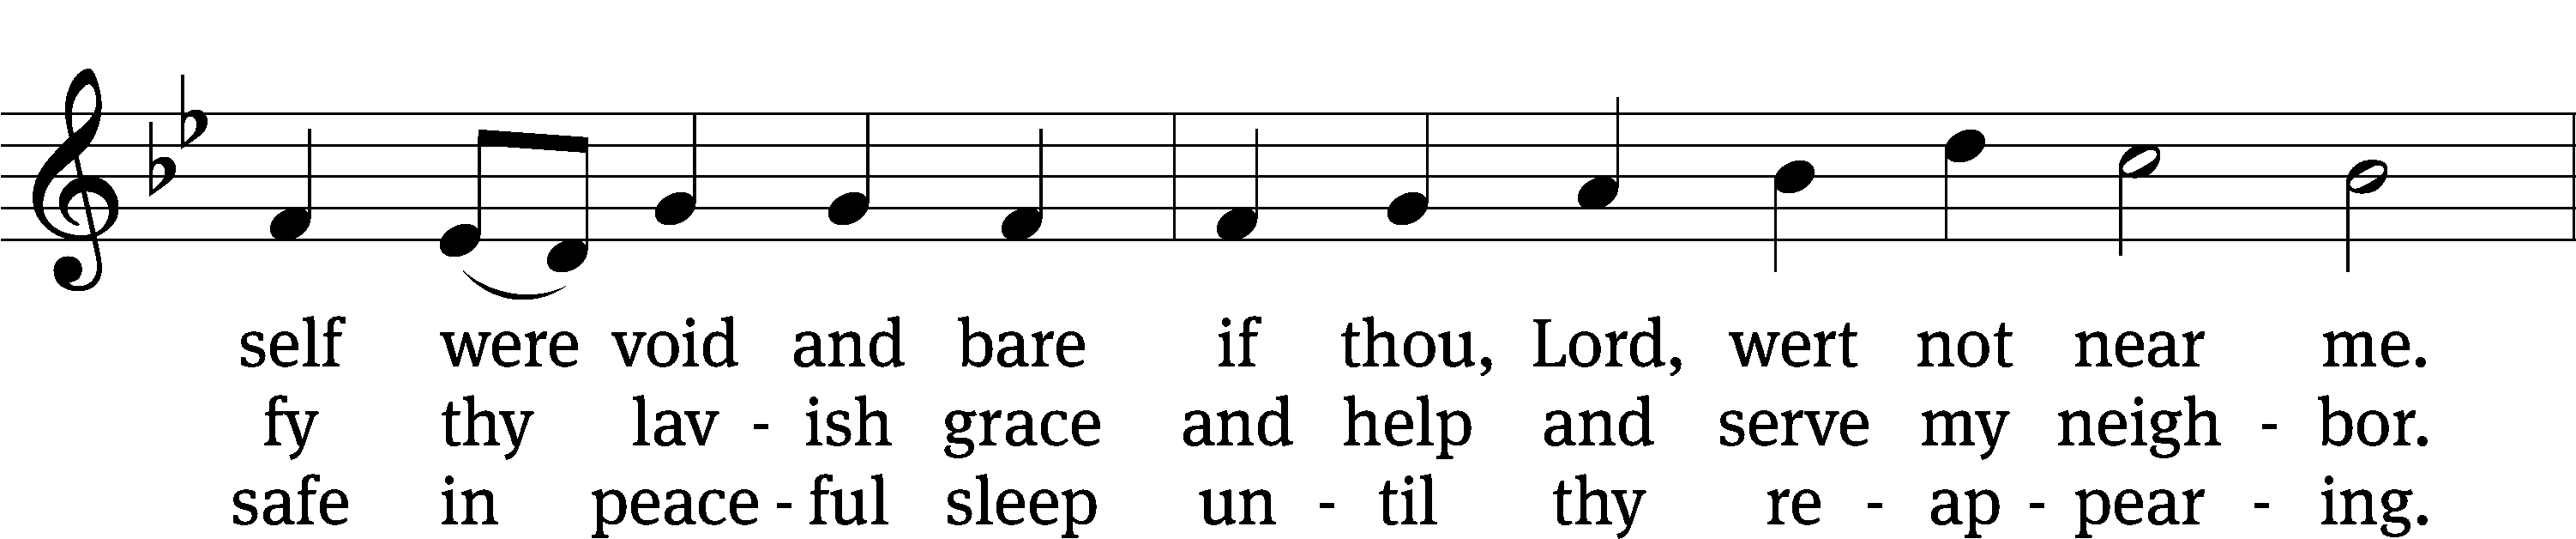 self were void and bare if thou, Lord, wert not near me.
fy thy lav - ish grace and help and serve my neigh - bor.
safe in peace - ful sleep un - til thy re - ap - pear - ing.